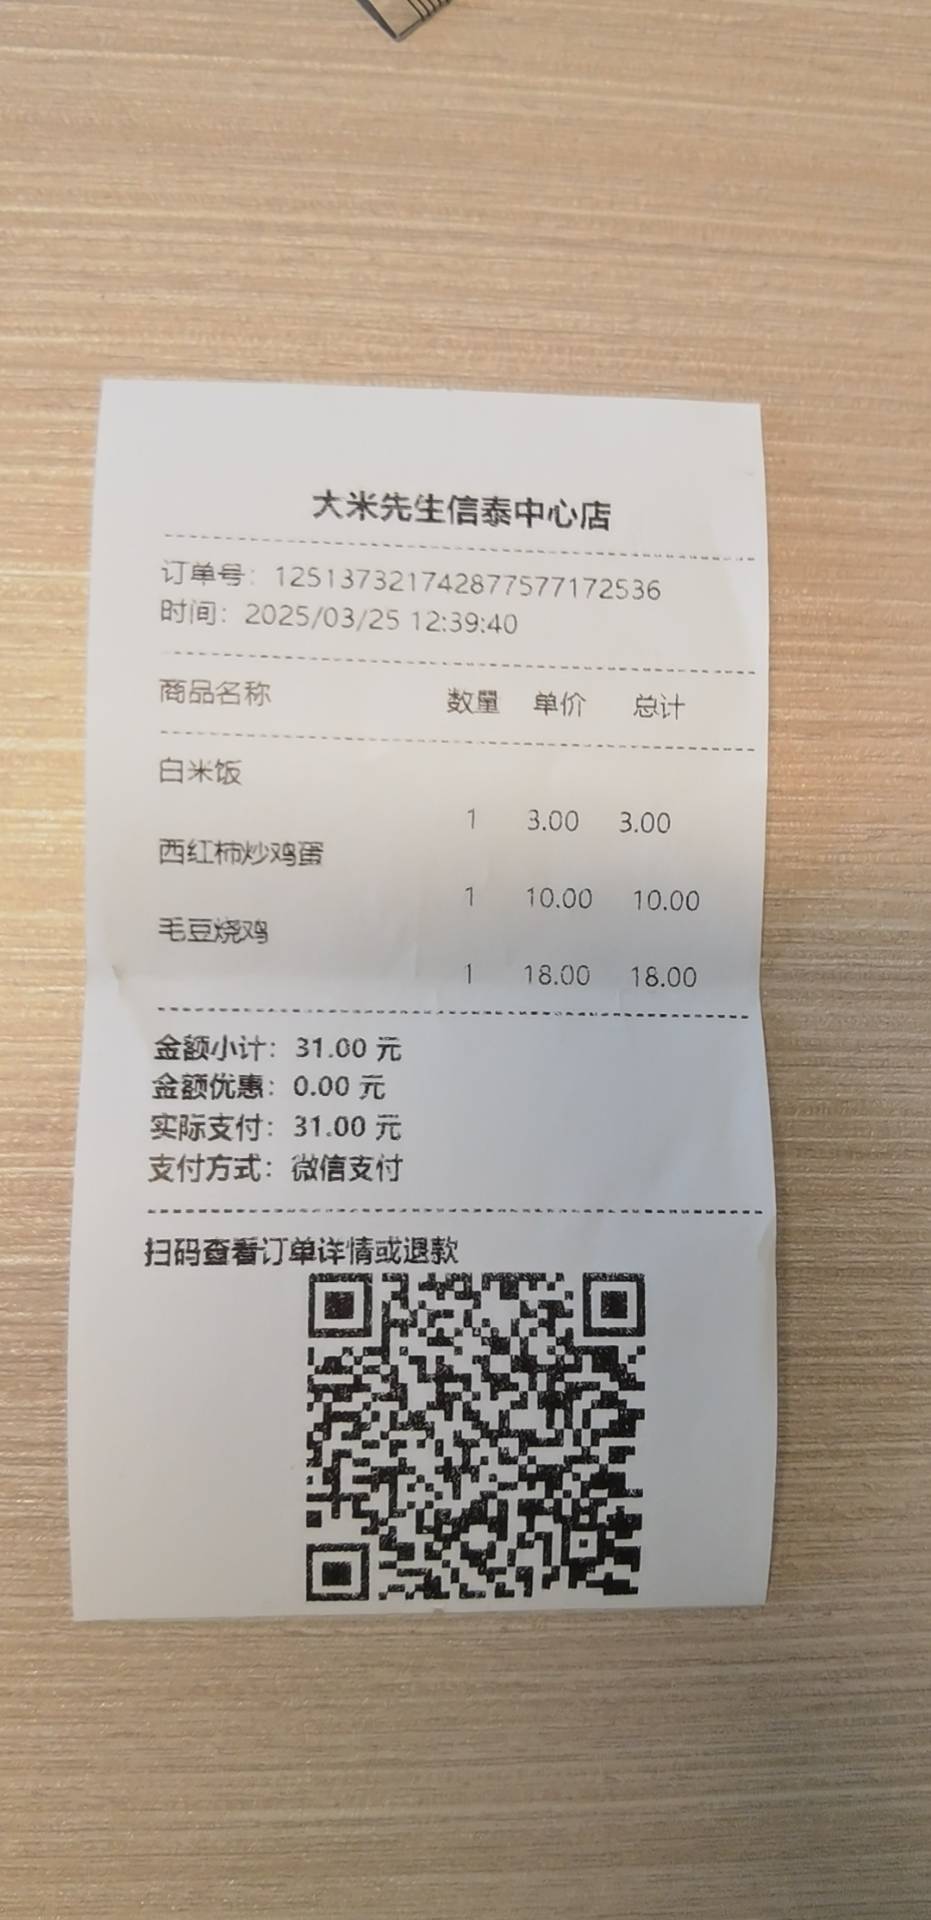 大米先生信泰中心店
订单号：1251373217428775771​72536
时间：2025/03/25 12:39:40
商品名称 数量 单价 总计
白米饭
1 3.00 3.00
西红柿炒鸡蛋
1 10.00 10.00
毛豆烧鸡
1 18.00 18.00
金额小计：31.00 元
金额优惠：0.00 元
实际支付：31.00 元
支付方式：微信支付
扫码查看订单详情或退款